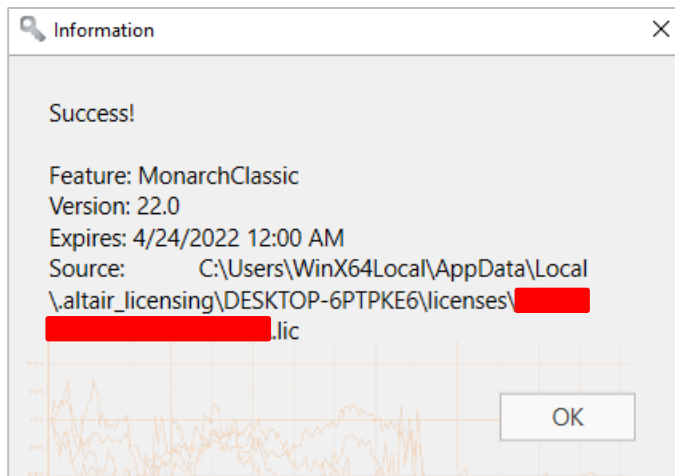 Information
Success!
Feature: MonarchClassic
Version: 22.0
Expires: 4/24/2022 12:00 AM
Source: C:\Users\WinX64Local\AppData\Local
\.altair_licensing\DESKTOP-6PTPKE6\licenses\
.lic
OK